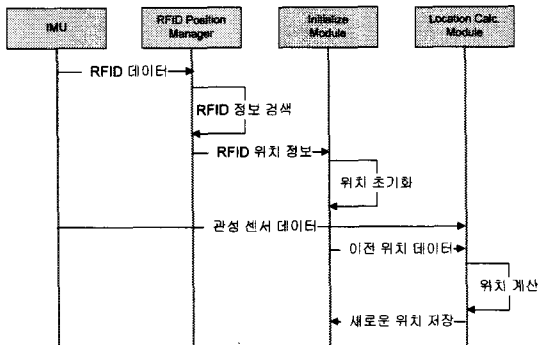 IMU
RFID Position
Manager
Initialize
Module
Location Calc.
Module
RFID 데이터
RFID 정보 검색
RFID 위치 정보
위치 초기화
관성 센서 데이터
이전 위치 데이터
위치 계산
새로운 위치 저장